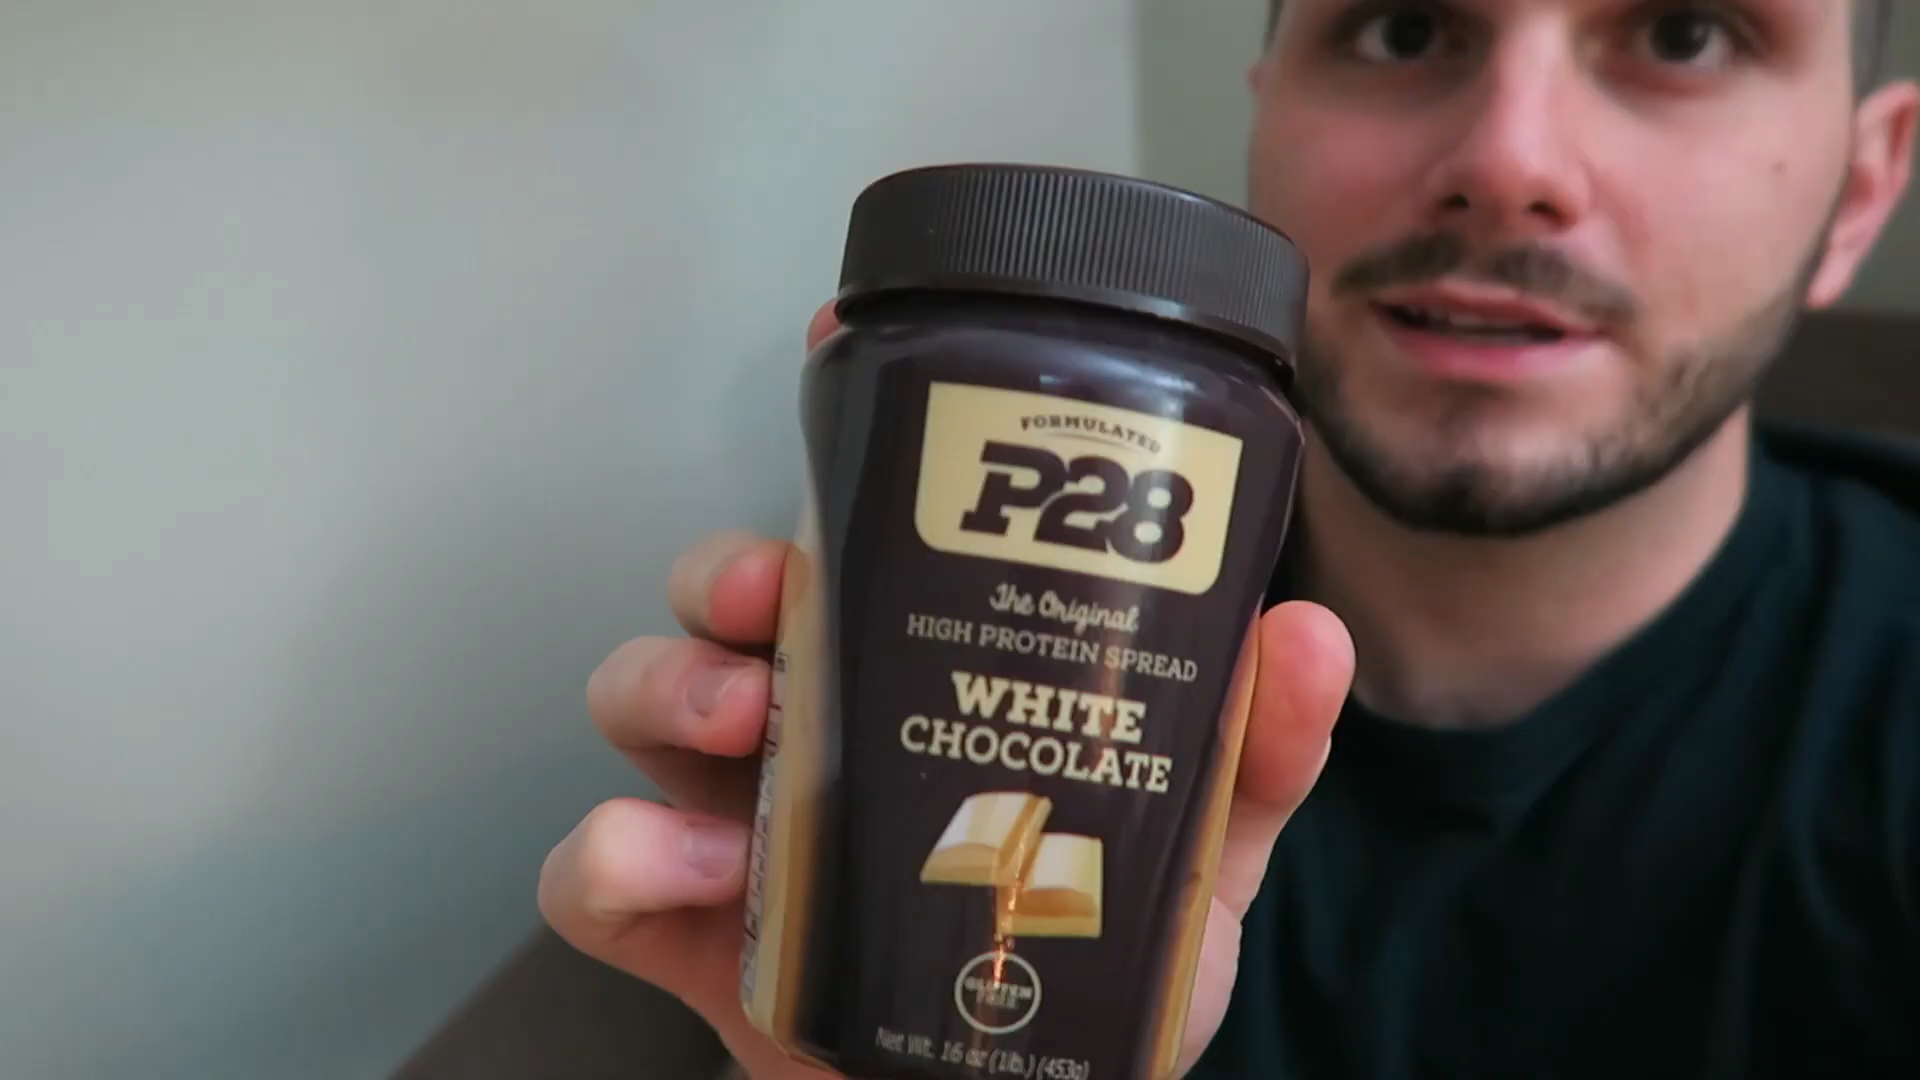 FORMULATED
P28
The Original
HIGH PROTEIN SPREAD
WHITE
CHOCOLATE
GLUTEN
FREE
Net Wt. 16 oz (1lb.) (453g)